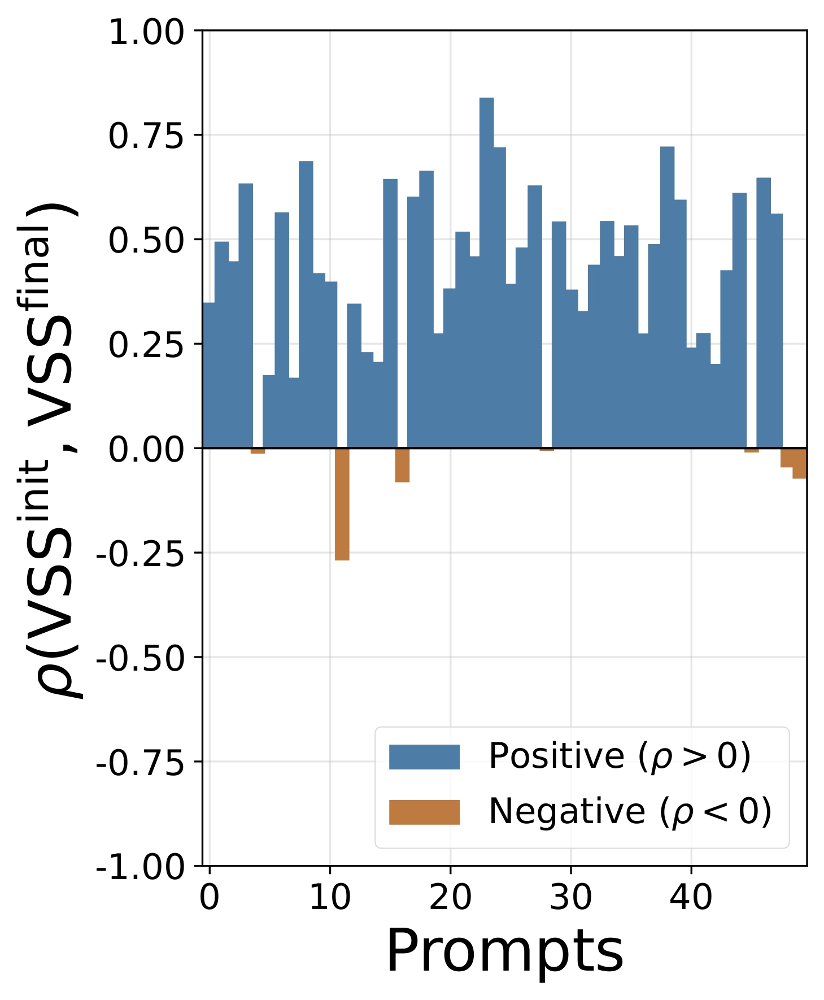 ρ(VSS^init , VSS^final)
1.00
0.75
0.50
0.25
0.00
-0.25
-0.50
-0.75
-1.00
Positive (ρ > 0)
Negative (ρ < 0)
0 10 20 30 40
Prompts